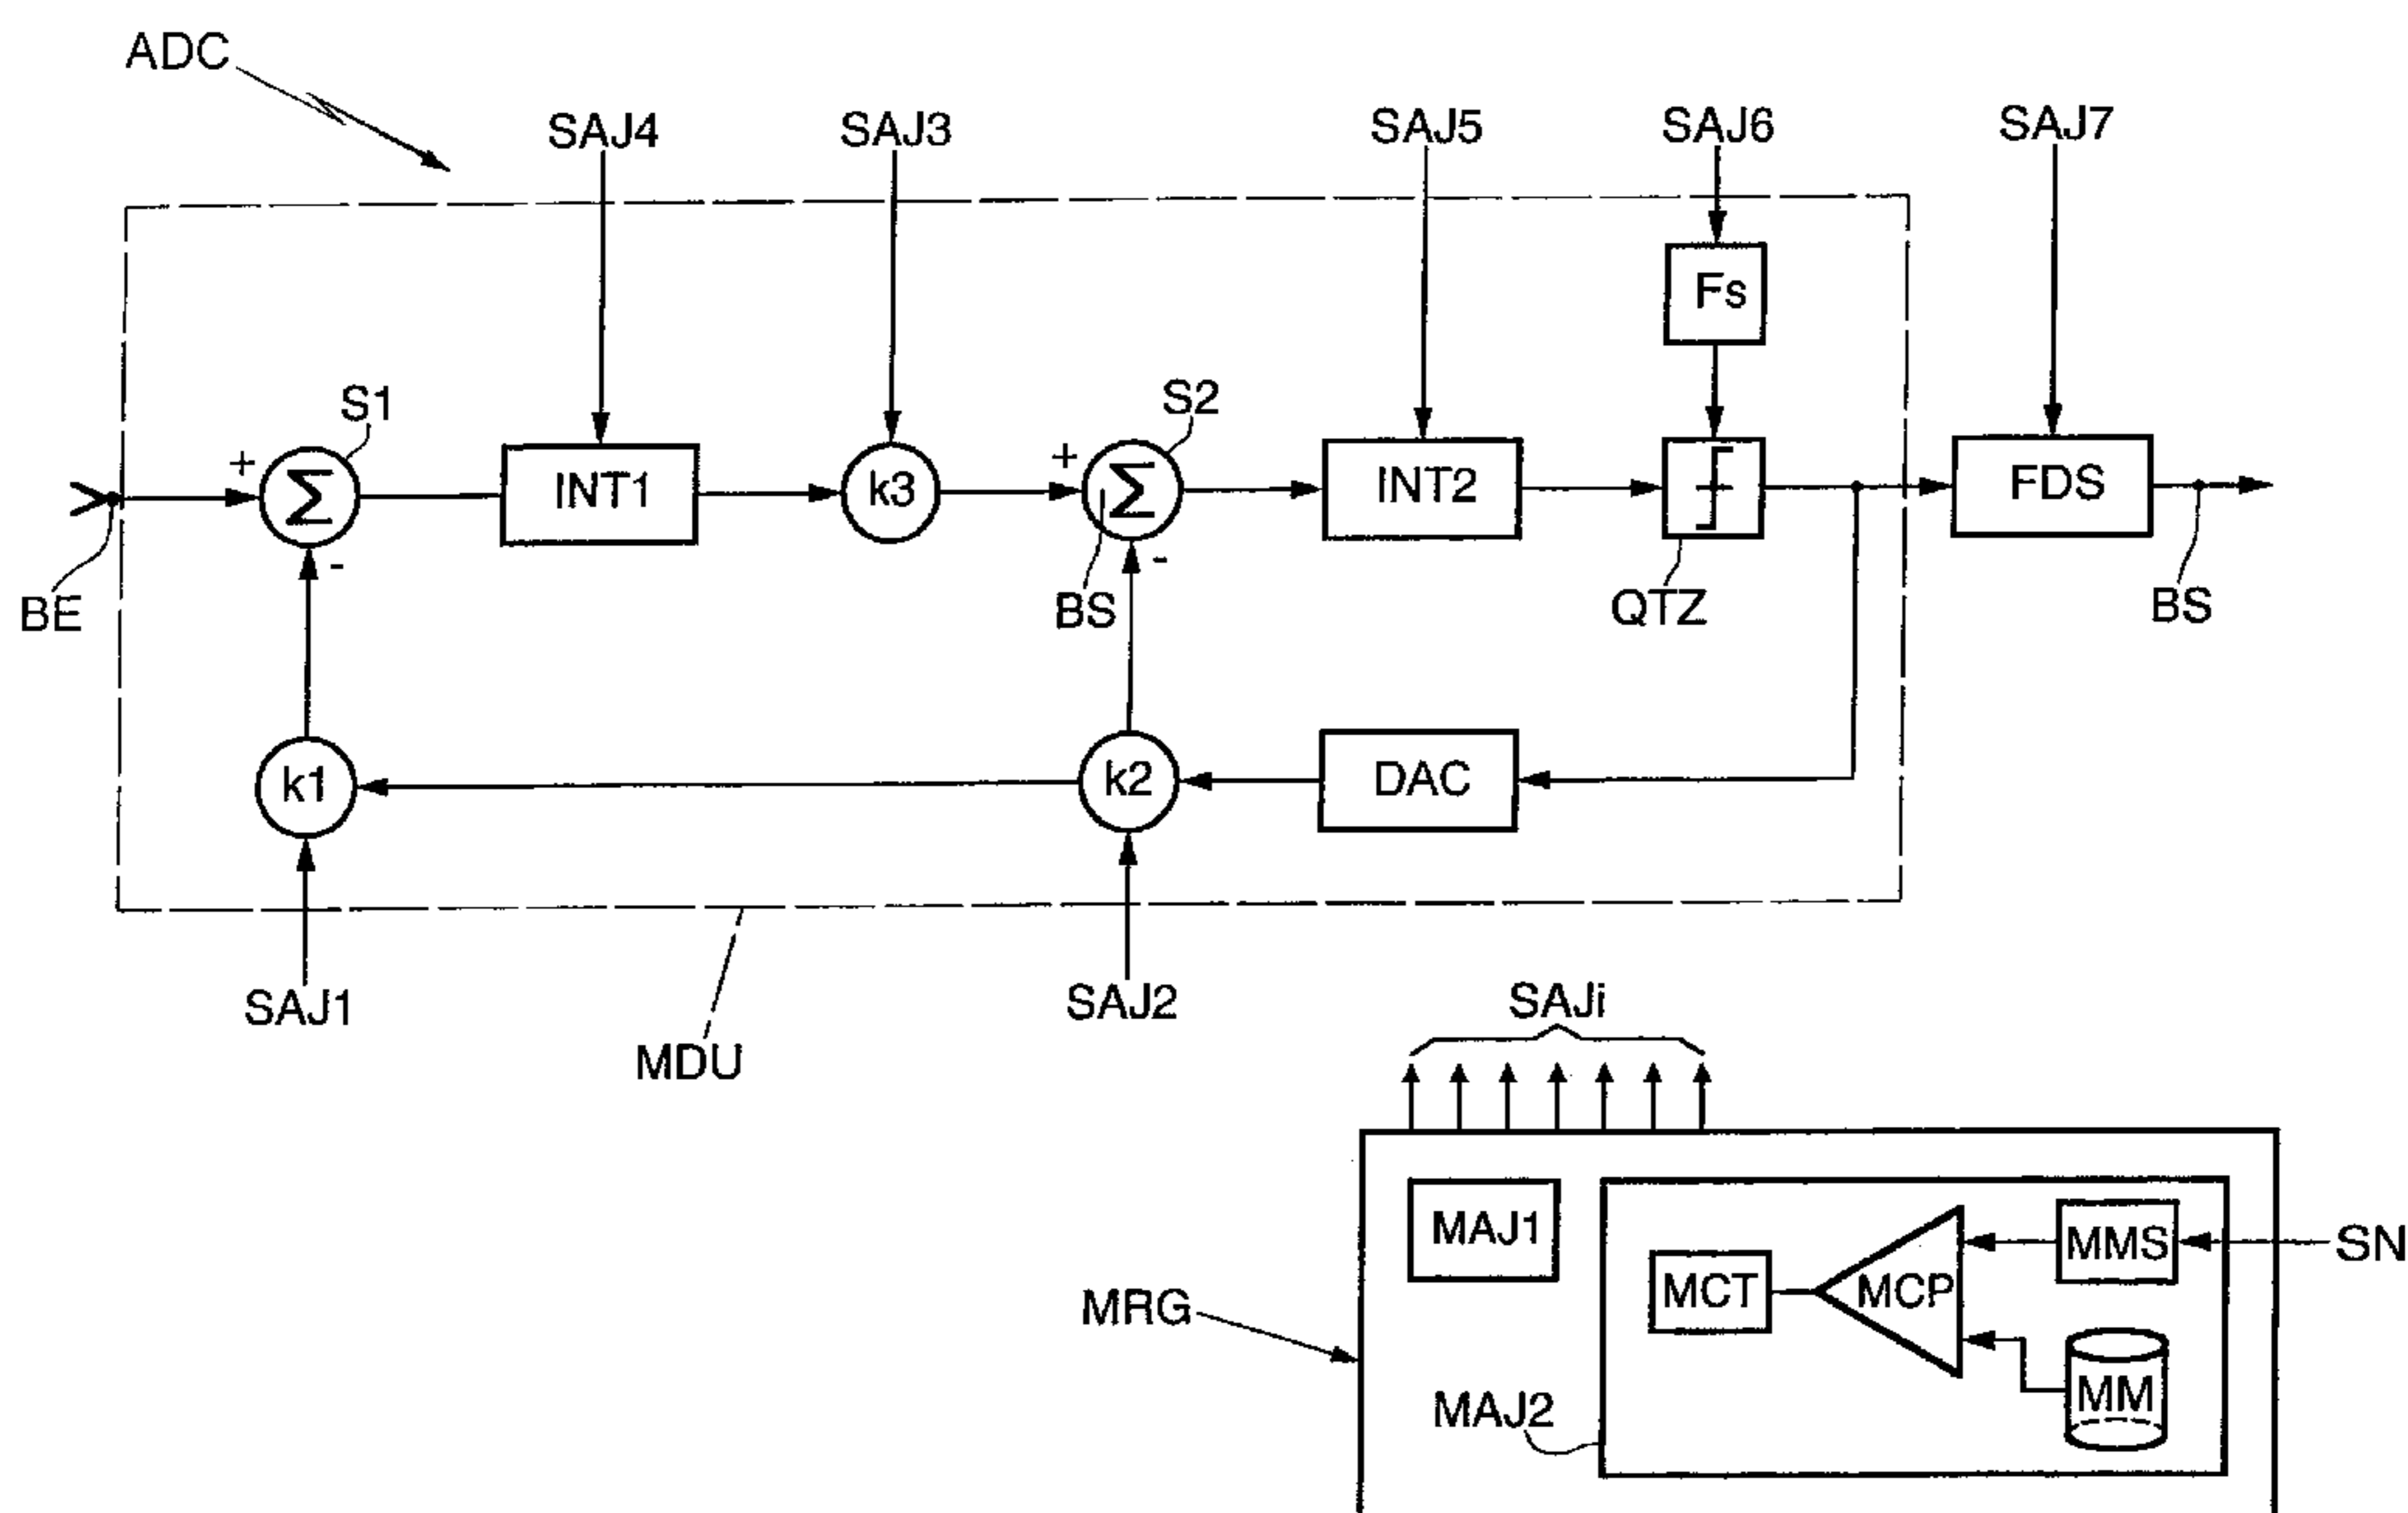 ADC
SAJ4
SAJ3
SAJ5
SAJ6
SAJ7
Fs
S1
S2
+
Σ
INT1
k3
+
Σ
INT2
FDS
-
-
BE
BS
QTZ
BS
k1
k2
DAC
SAJ1
SAJ2
SAJi
MDU
MAJ1
MMS
SN
MCT
MCP
MRG
MM
MAJ2